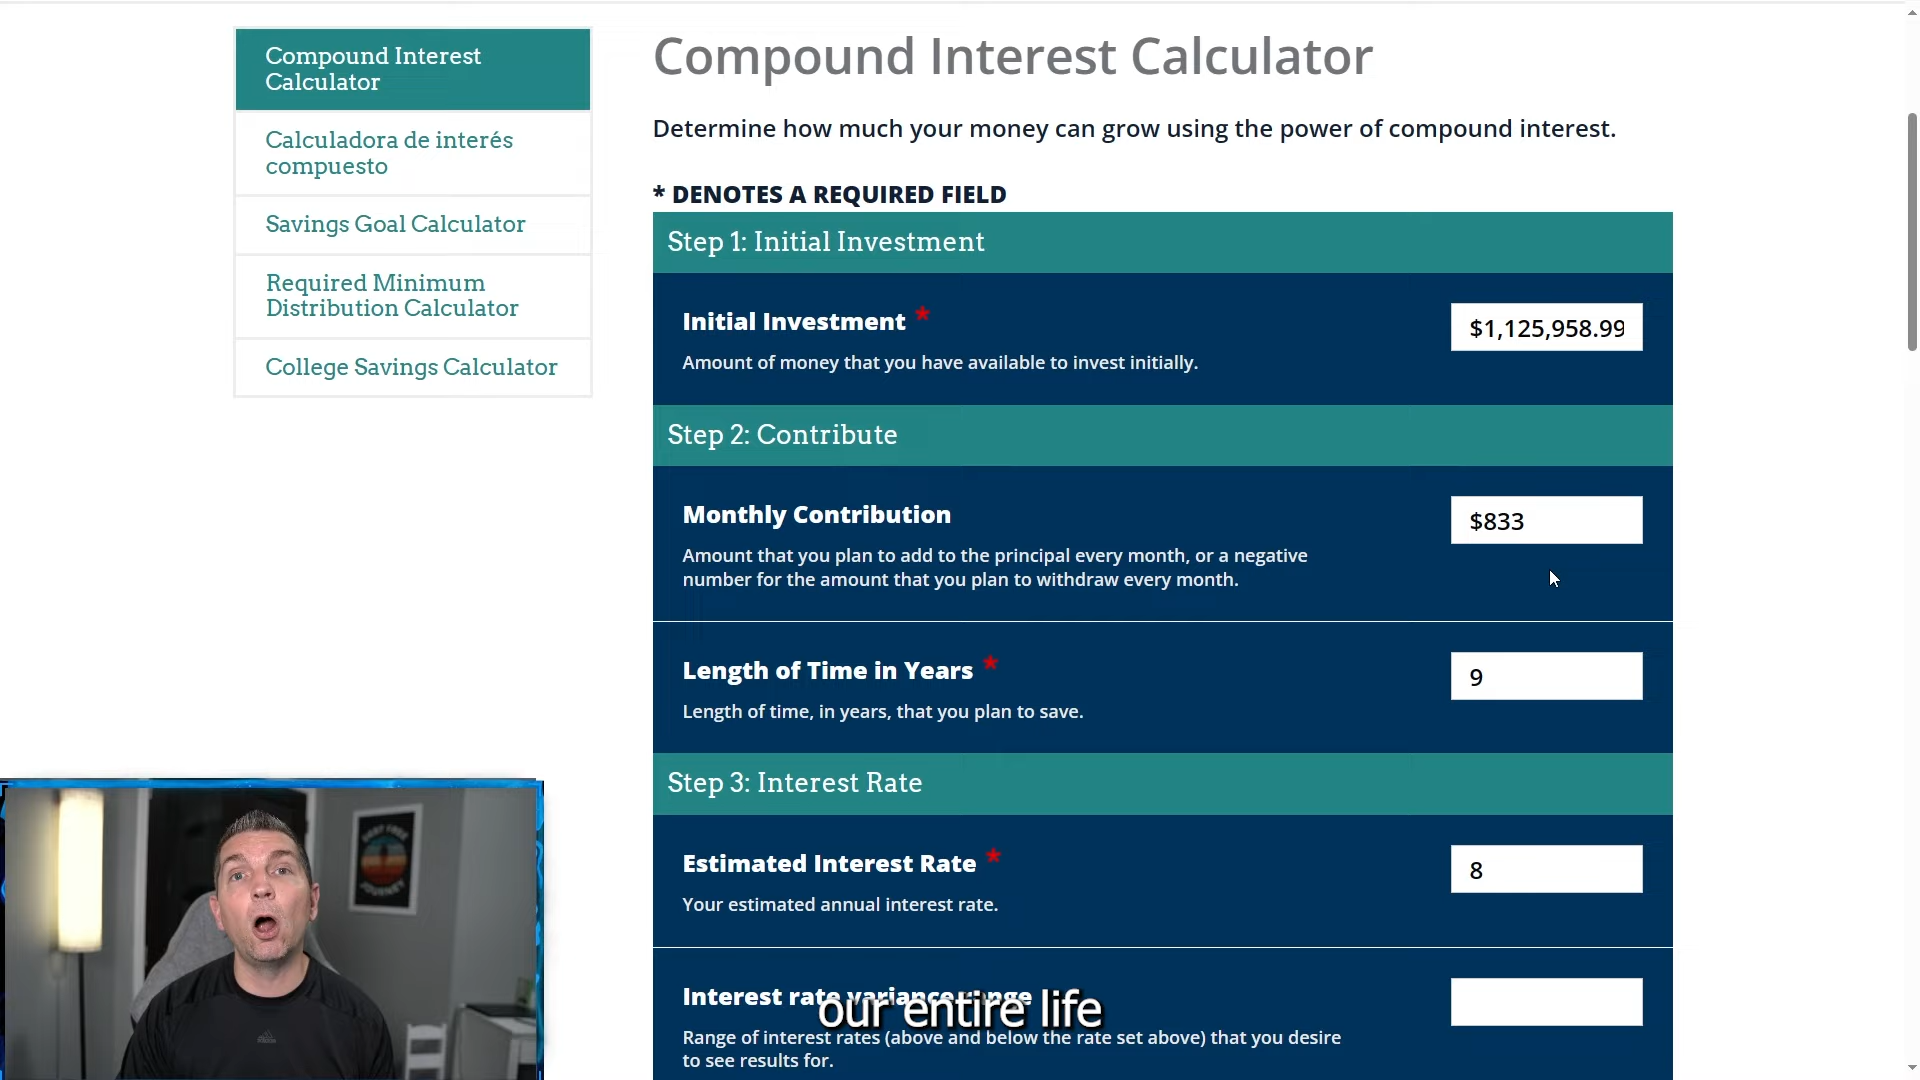 Compound Interest
Calculator
Calculadora de interés
compuesto
Savings Goal Calculator
Required Minimum
Distribution Calculator
College Savings Calculator
Compound Interest Calculator
Determine how much your money can grow using the power of compound interest.
* DENOTES A REQUIRED FIELD
Step 1: Initial Investment
Initial Investment *
$1,125,958.99
Amount of money that you have available to invest initially.
Step 2: Contribute
Monthly Contribution
$833
Amount that you plan to add to the principal every month, or a negative
number for the amount that you plan to withdraw every month.
Length of Time in Years *
9
Length of time, in years, that you plan to save.
Step 3: Interest Rate
Estimated Interest Rate *
8
Your estimated annual interest rate.
Interest rate variance range
our entire life
Range of interest rates (above and below the rate set above) that you desire
to see results for.
DEBT FREE
JOURNEY